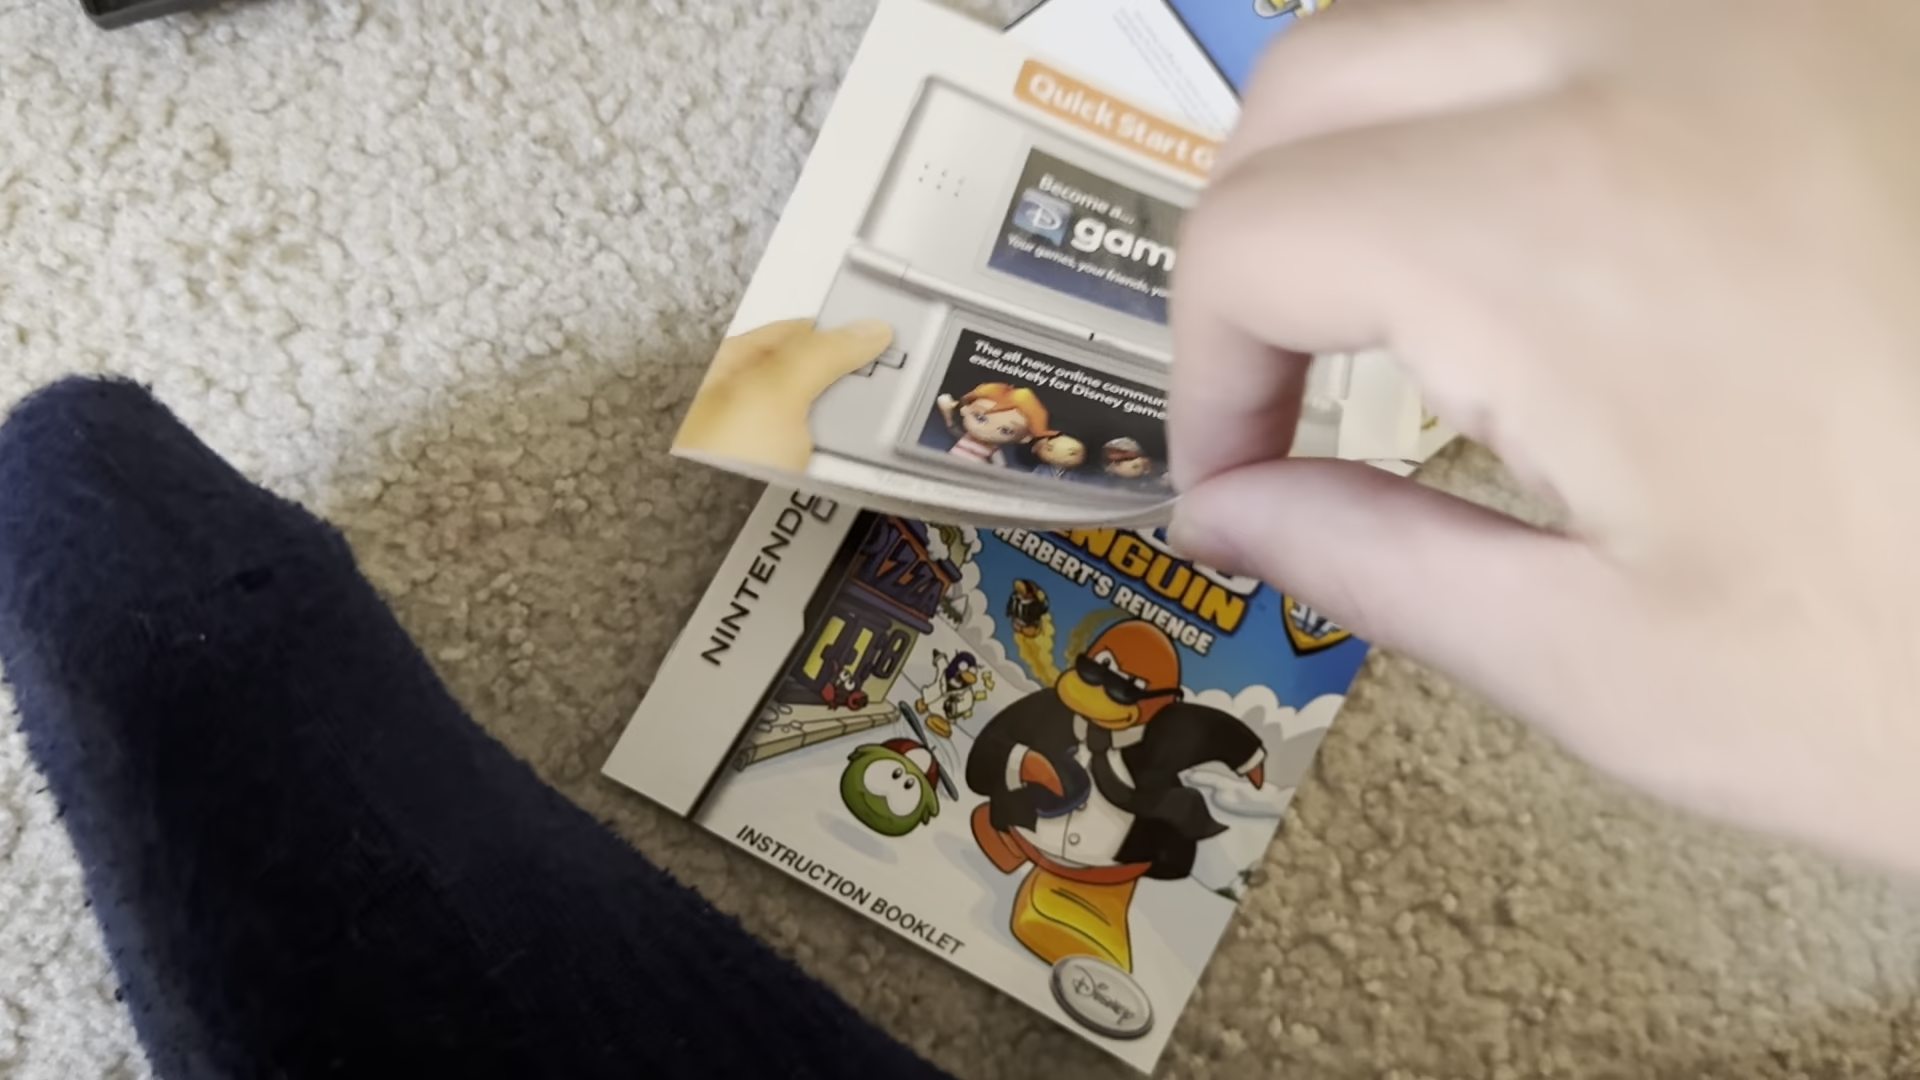 Quick Start G
Become a...
gam
Your games, your friends, yo
The all new online commun
exclusively for Disney game
NINTENDO
NGUIN
HERBERT'S REVENGE
PIZZA
INSTRUCTION BOOKLET
Disney